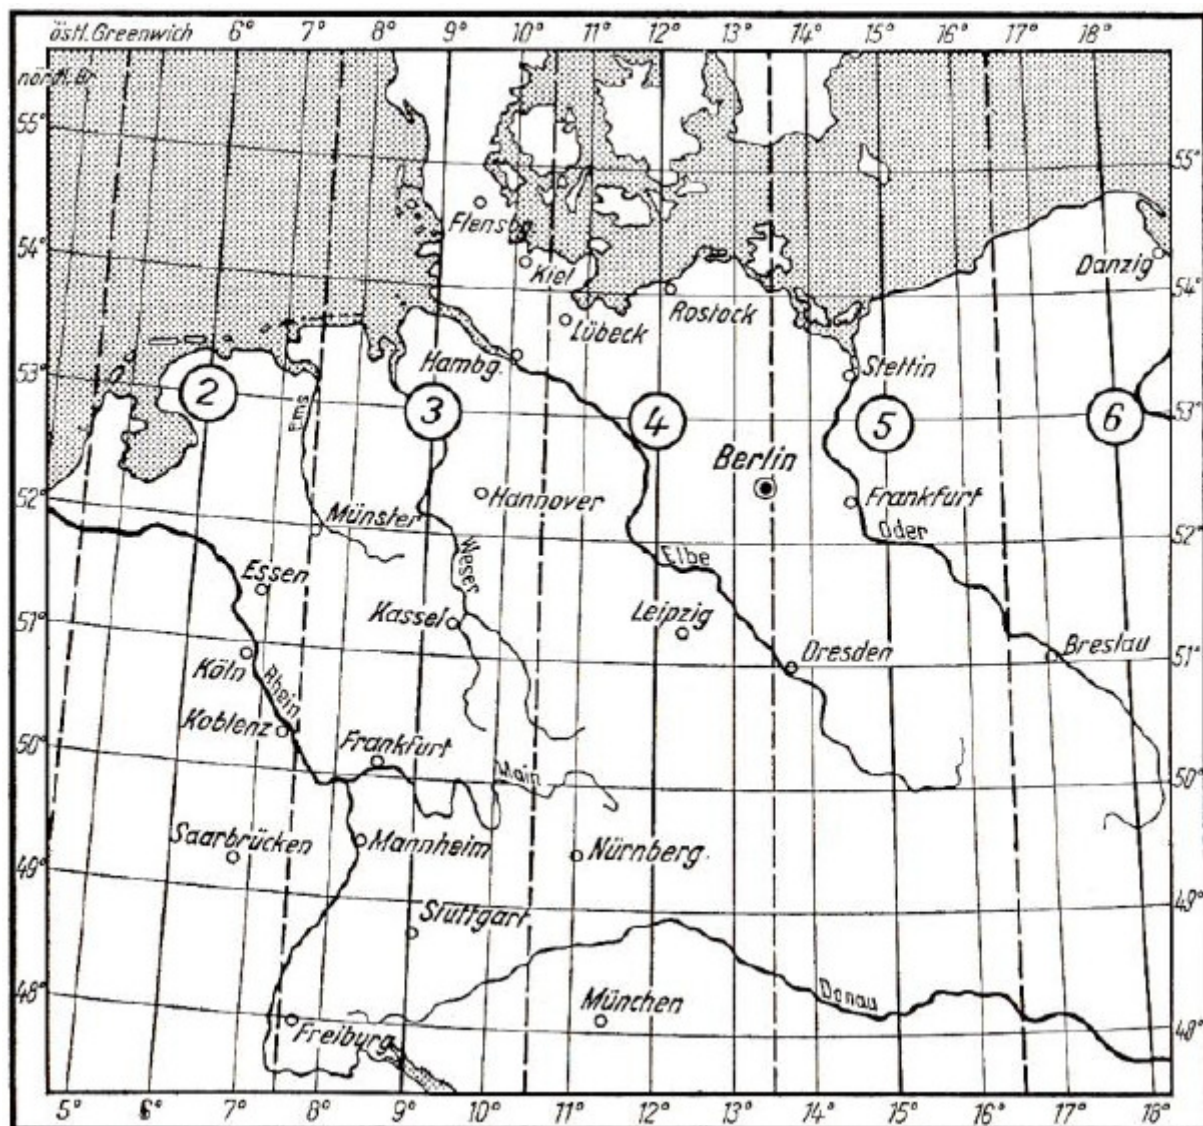 östl. Greenwich 6° 7° 8° 9° 10° 11° 12° 13° 14° 15° 16° 17° 18°
nördl. Br.
55°
55°
Flensbg.
54°
Kiel
Danzig
54°
Rostock
Lübeck
Hambg.
Stettin
53°
2
3
4
5
6
53°
Ems
Berlin
52°
Hannover
Frankfurt
Münster
Oder
52°
Weser
Elbe
Essen
Kassel
Leipzig
51°
Köln
Dresden
Breslau
51°
Rhein
Koblenz
Frankfurt
50°
Main
50°
Saarbrücken
Mannheim
Nürnberg
49°
Stuttgart
49°
48°
München
Donau
Freiburg
48°
5° 6° 7° 8° 9° 10° 11° 12° 13° 14° 15° 16° 17° 18°